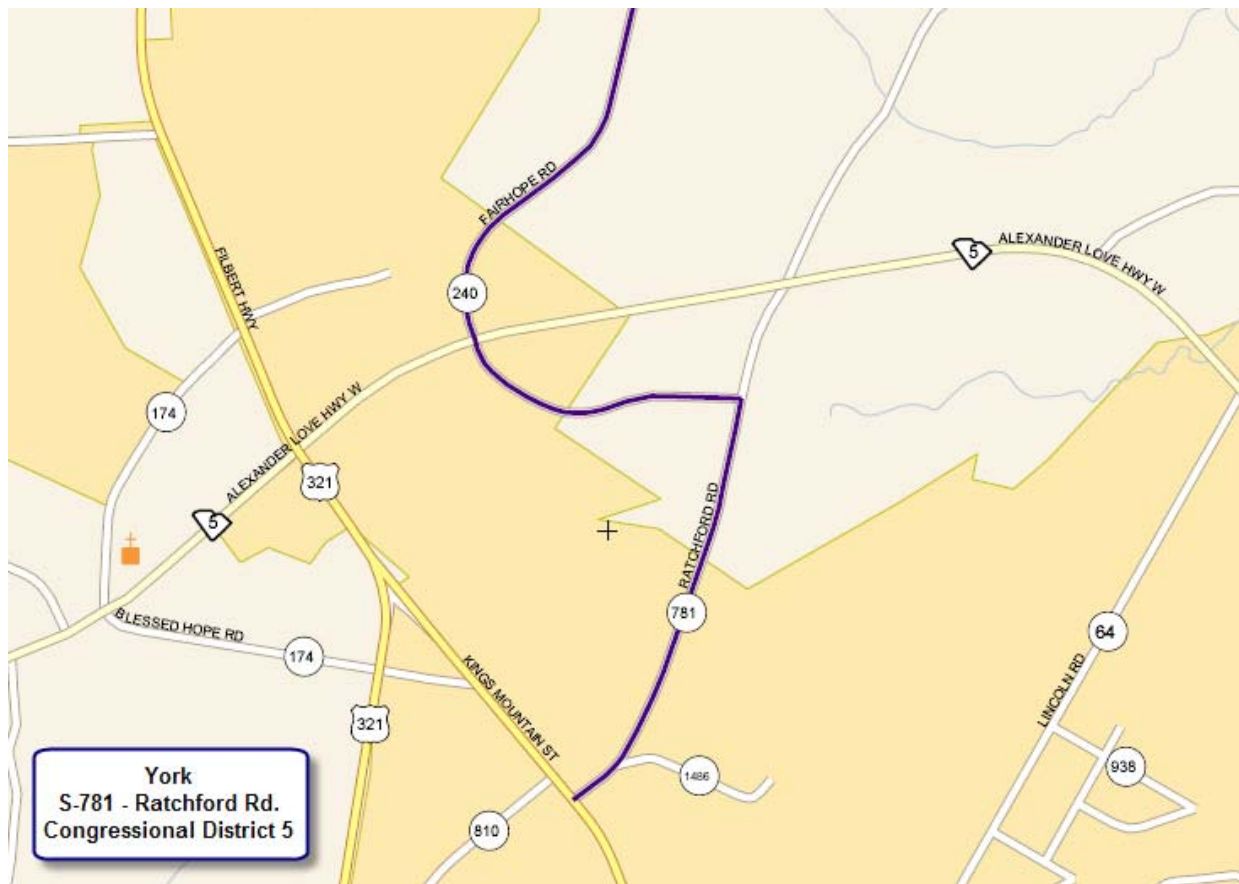 FAIRHOPE RD
ALEXANDER LOVE HWY W
5
FILBERT HWY
240
174
ALEXANDER LOVE HWY W
321
5
RATCHFORD RD
781
BLESSED HOPE RD
174
64
LINCOLN RD
KINGS MOUNTAIN ST
321
1486
938
810
York
S-781 - Ratchford Rd.
Congressional District 5